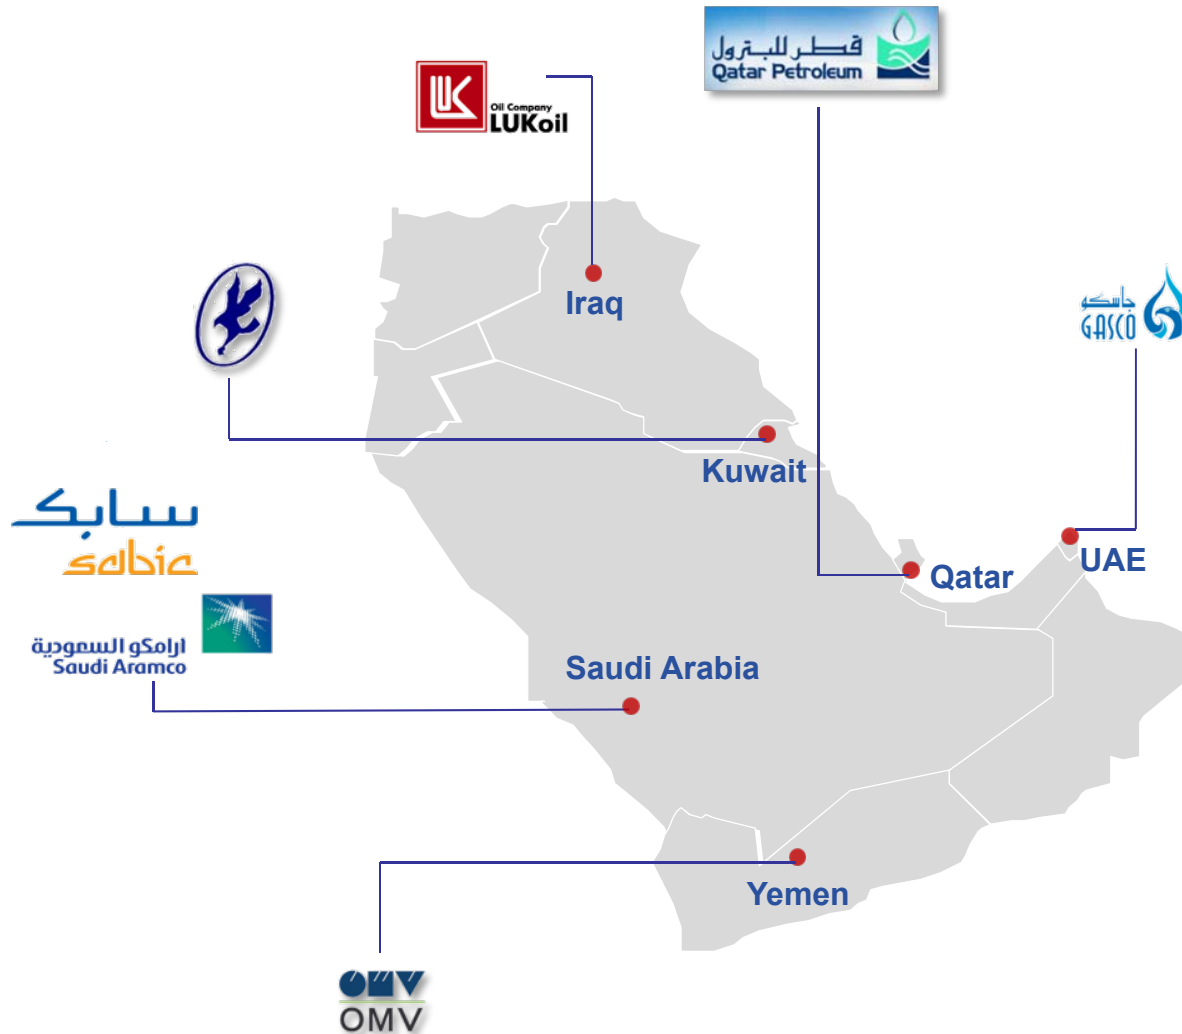 قطر للبترول
Qatar Petroleum
Oil Company
LUKoil
Iraq
جاسكو
GASCO
Kuwait
سابك
sabic
UAE
Qatar
ارامكو السعودية
Saudi Aramco
Saudi Arabia
Yemen
OMV
OMV